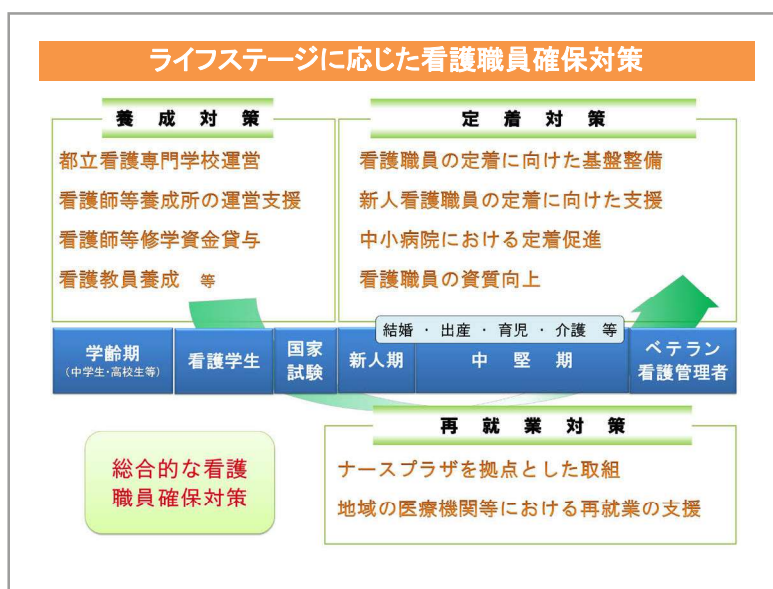 ライフステージに応じた看護職員確保対策
養成対策
都立看護専門学校運営
看護師等養成所の運営支援
看護師等修学資金貸与
看護教員養成 等
定着対策
看護職員の定着に向けた基盤整備
新人看護職員の定着に向けた支援
中小病院における定着促進
看護職員の資質向上
結婚・出産・育児・介護 等
学齢期
(中学生・高校生等)
看護学生
国家
試験
新人期
中堅期
ベテラン
看護管理者
再就業対策
ナースプラザを拠点とした取組
地域の医療機関等における再就業の支援
総合的な看護
職員確保対策